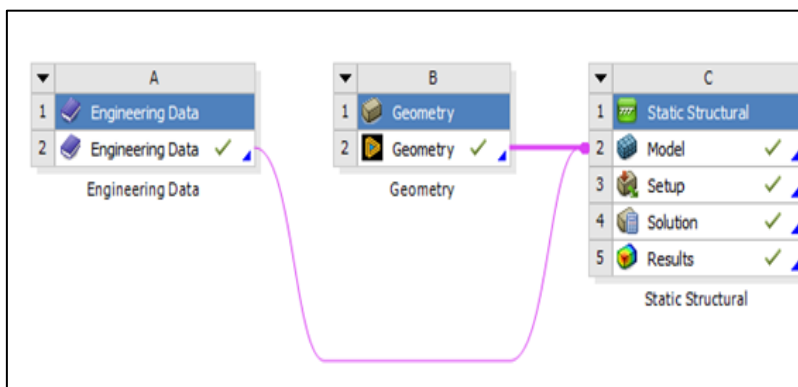 A
1 Engineering Data
2 Engineering Data
Engineering Data
B
1 Geometry
2 Geometry
Geometry
C
1 Static Structural
2 Model
3 Setup
4 Solution
5 Results
Static Structural